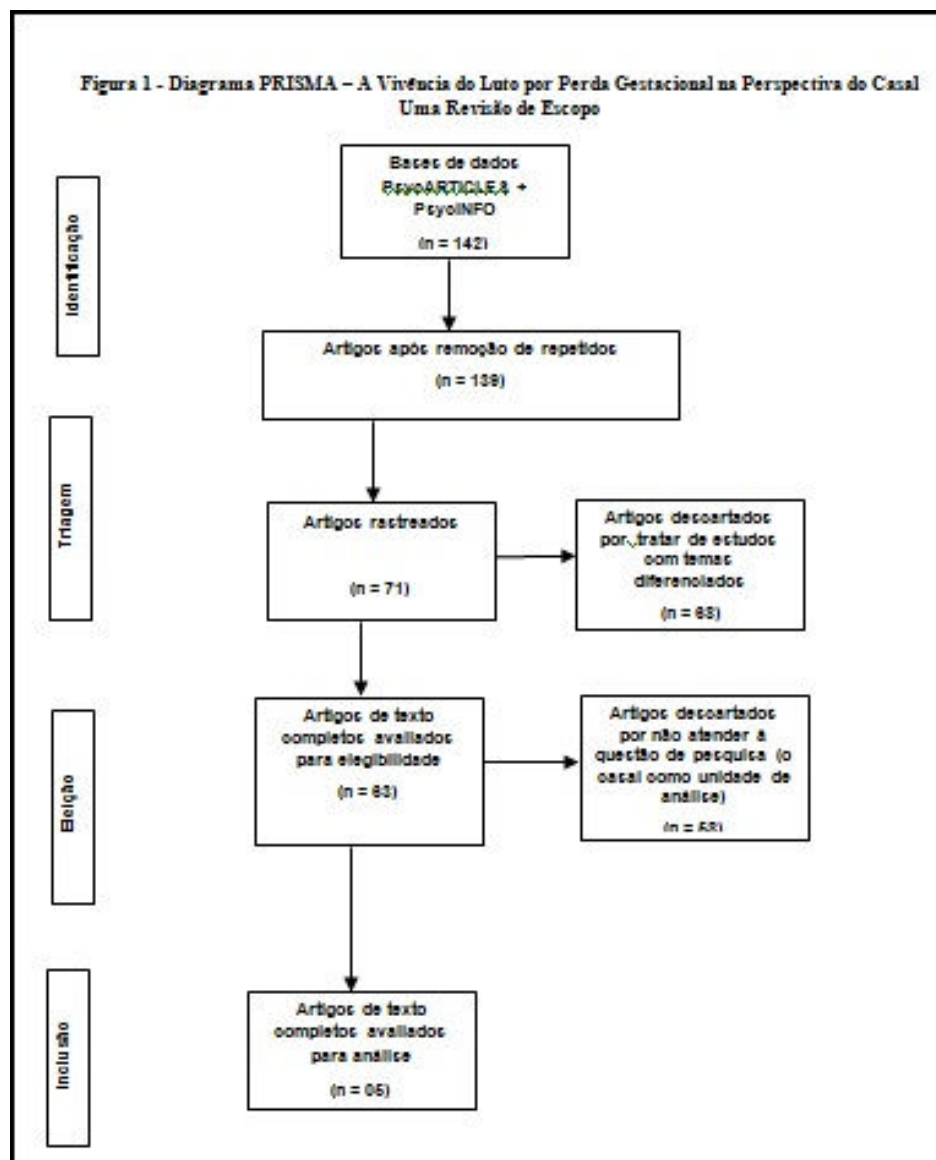 Figura 1 - Diagrama PRISMA – A Vivência do Luto por Perda Gestacional na Perspectiva do Casal
Uma Revisão de Escopo
Identificação
Bases de dados
PsycARTICLES +
PsycINFO
(n = 142)
Artigos após remoção de repetidos
(n = 139)
Triagem
Artigos rastreados
(n = 71)
Artigos descartados
por tratar de estudos
com temas
diferenciados
(n = 68)
Eleição
Artigos de texto
completos avaliados
para elegibilidade
(n = 63)
Artigos descartados
por não atender à
questão de pesquisa (o
casal como unidade de
análise)
(n = 58)
Inclusão
Artigos de texto
completos avaliados
para análise
(n = 05)